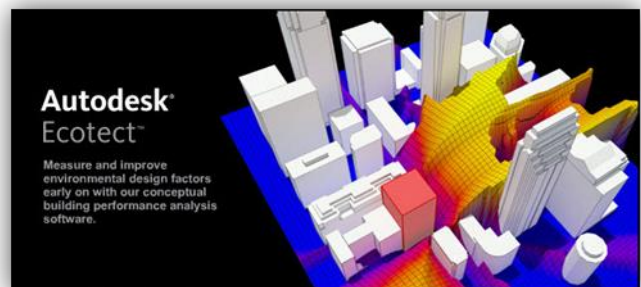 Autodesk®
Ecotect™
Measure and improve
environmental design factors
early on with our conceptual
building performance analysis
software.